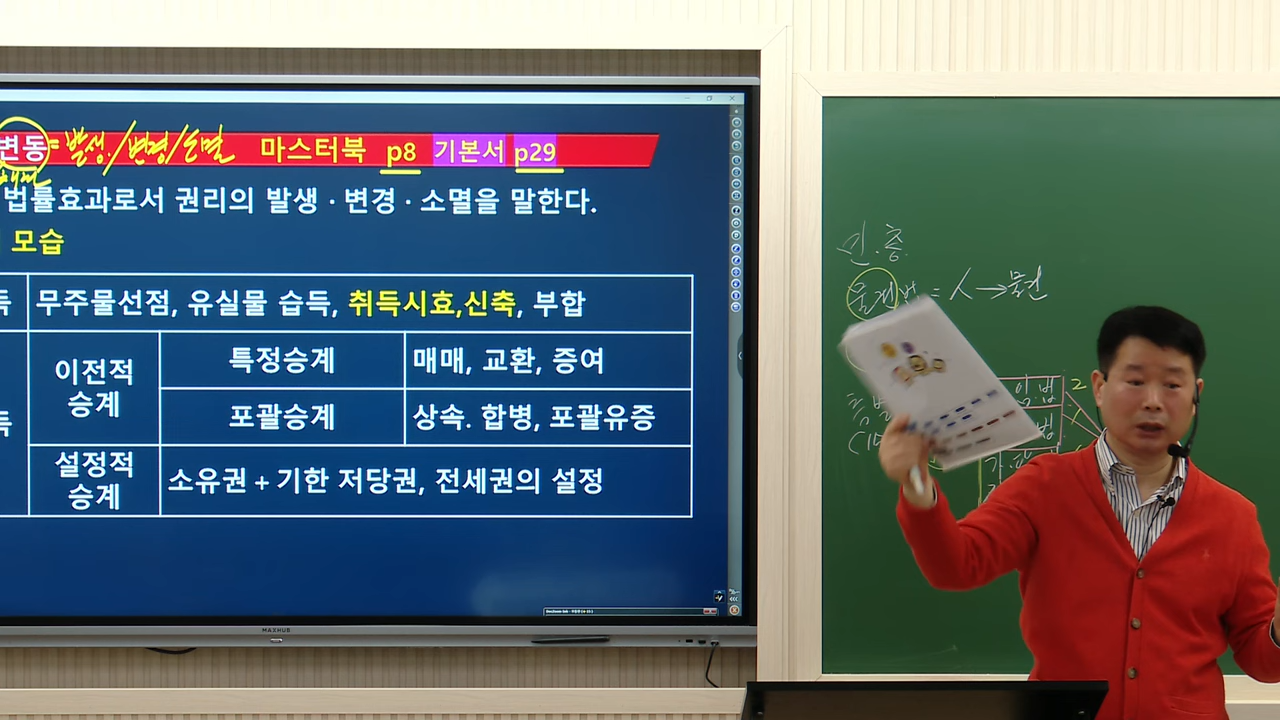 변동 = 발생./변경/소멸 마스터북 p8 기본서 p29
법률효과로서 권리의 발생·변경·소멸을 말한다.
모습
득 무주물선점, 유실물 습득, 취득시효,신축, 부합
이전적 승계 특정승계 매매, 교환, 증여
득 포괄승계 상속. 합병, 포괄유증
설정적 승계 소유권 + 기한 저당권, 전세권의 설정
MAXHUB
민.총
물권법 = 人 → 물건